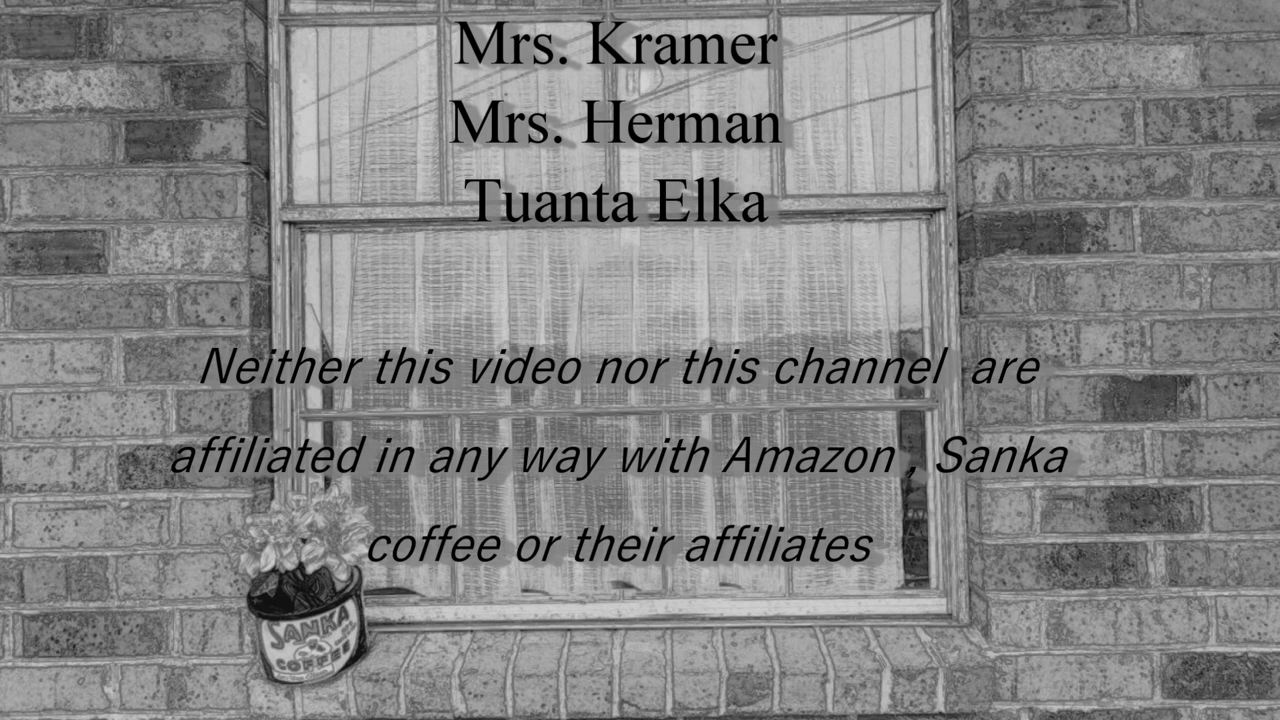 Mrs. Kramer
Mrs. Herman
Tuanta Elka
Neither this video nor this channel are
affiliated in any way with Amazon , Sanka
coffee or their affiliates
SANKA
COFFEE